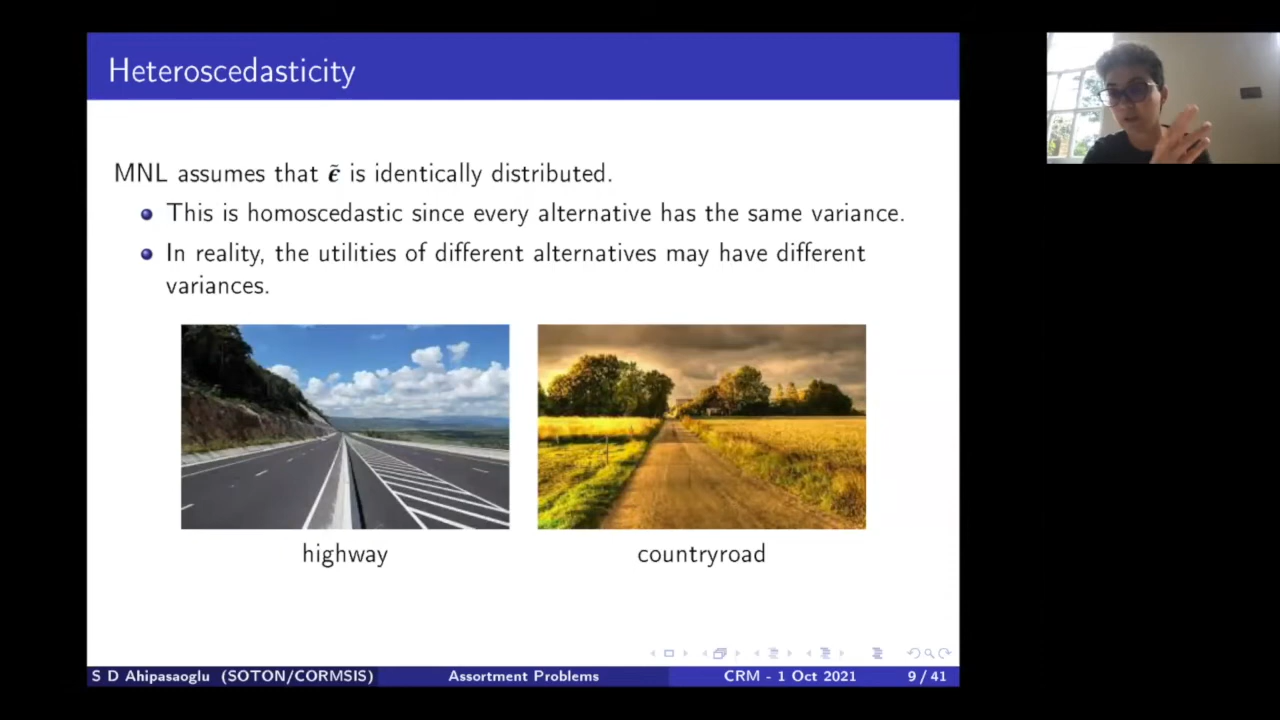 Heteroscedasticity
MNL assumes that ϵ̃ is identically distributed.
This is homoscedastic since every alternative has the same variance.
In reality, the utilities of different alternatives may have different
variances.
highway
countryroad
S D Ahipasaoglu (SOTON/CORMSIS)
Assortment Problems
CRM - 1 Oct 2021
9 / 41